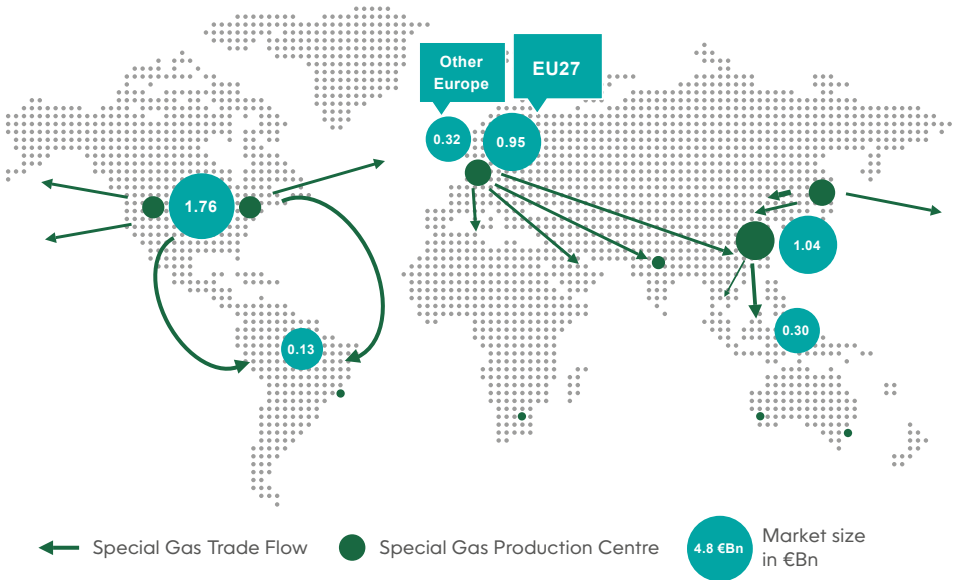 Other
Europe
EU27
0.32
0.95
1.76
1.04
0.30
0.13
Special Gas Trade Flow
Special Gas Production Centre
4.8 €Bn
Market size
in €Bn